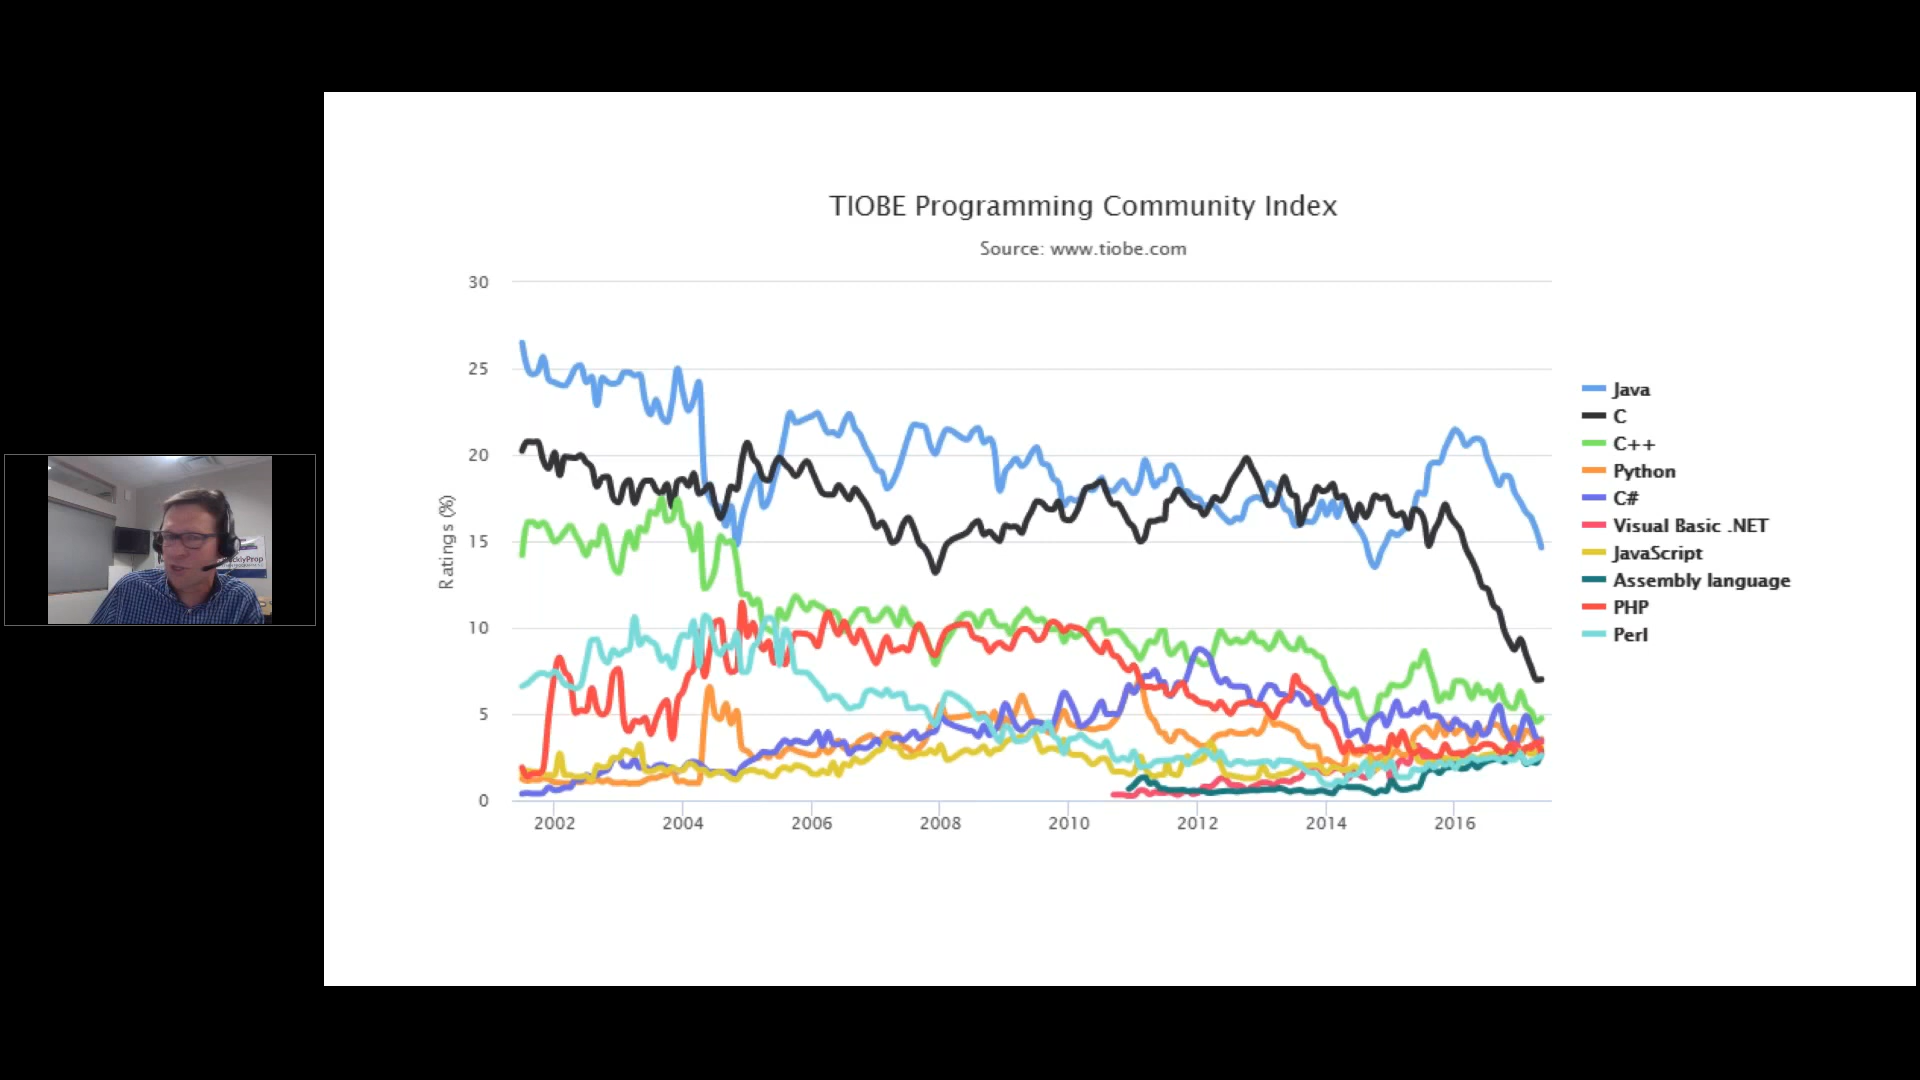 TIOBE Programming Community Index
Source: www.tiobe.com
Ratings (%)
30
25
20
15
10
5
0
2002
2004
2006
2008
2010
2012
2014
2016
Java
C
C++
Python
C#
Visual Basic .NET
JavaScript
Assembly language
PHP
Perl